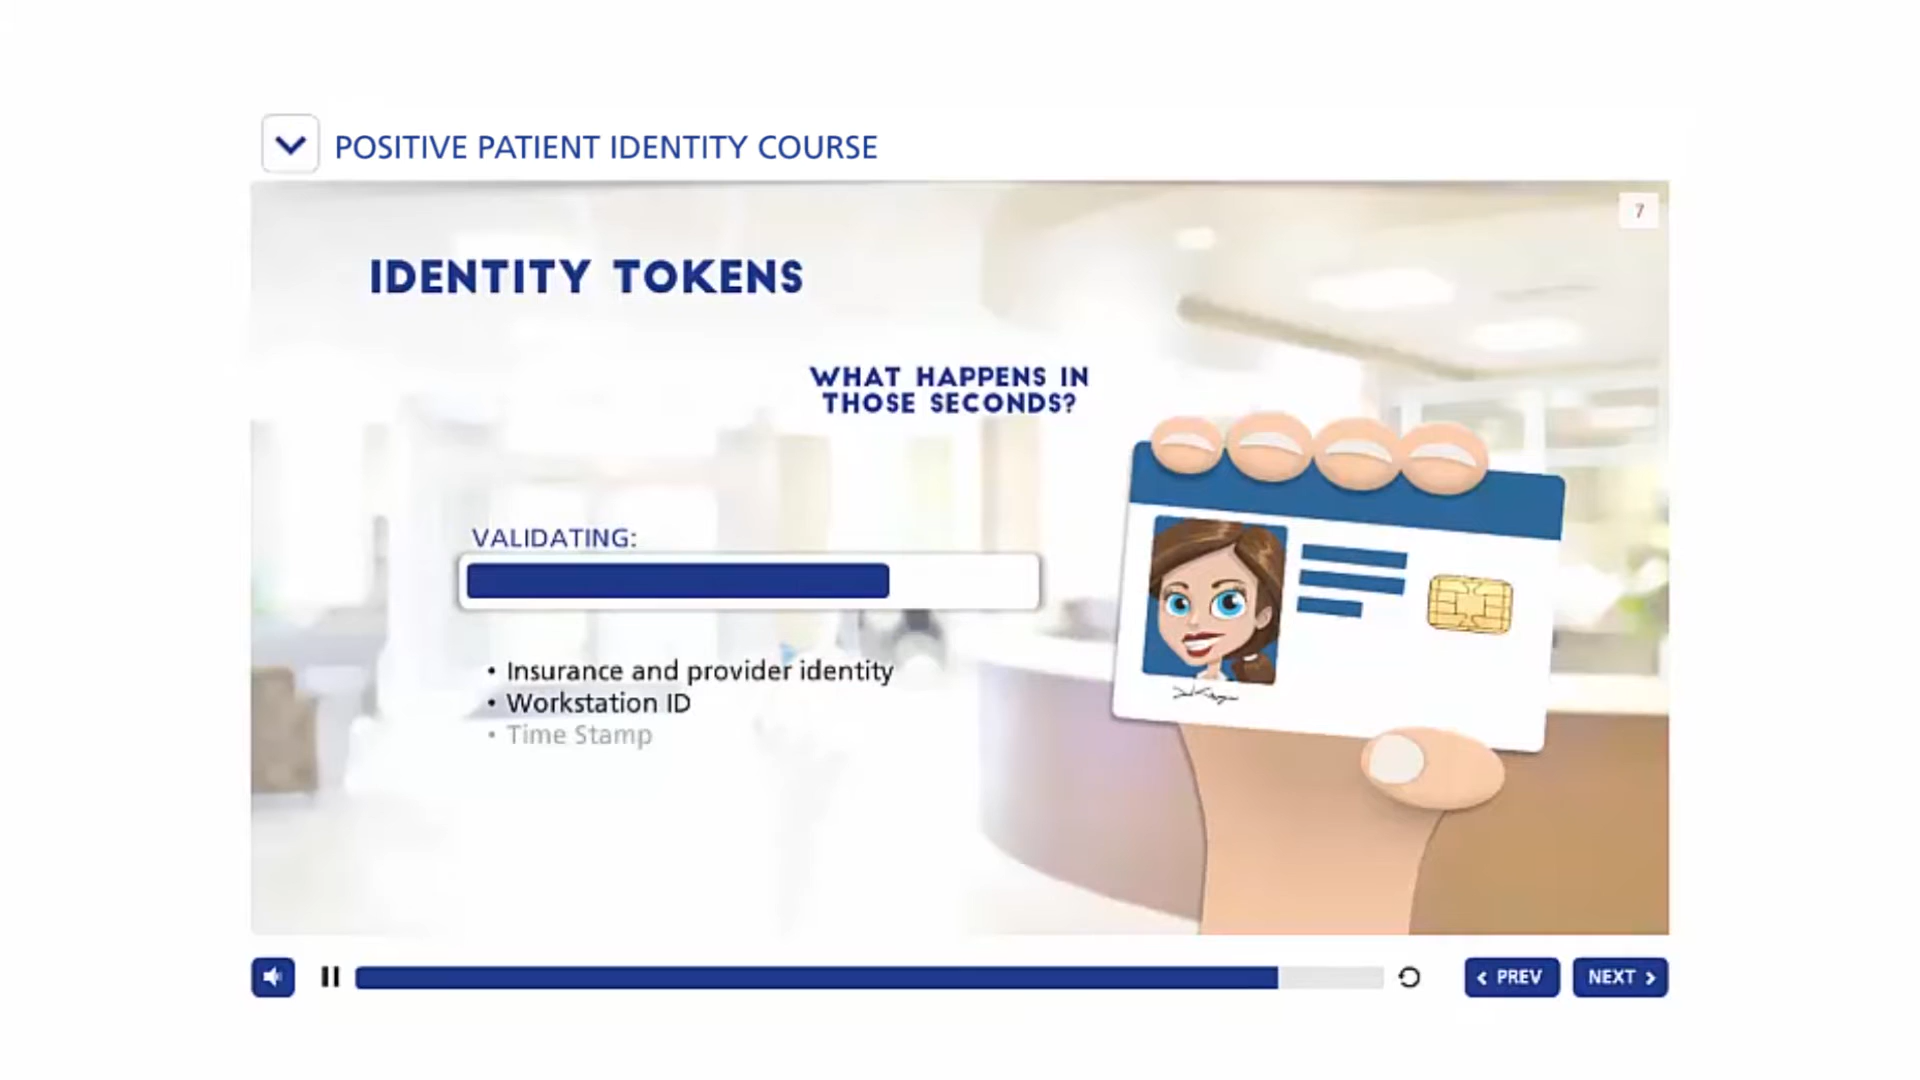 POSITIVE PATIENT IDENTITY COURSE
7
IDENTITY TOKENS
WHAT HAPPENS IN
THOSE SECONDS?
VALIDATING:
• Insurance and provider identity
• Workstation ID
• Time Stamp
PREV
NEXT